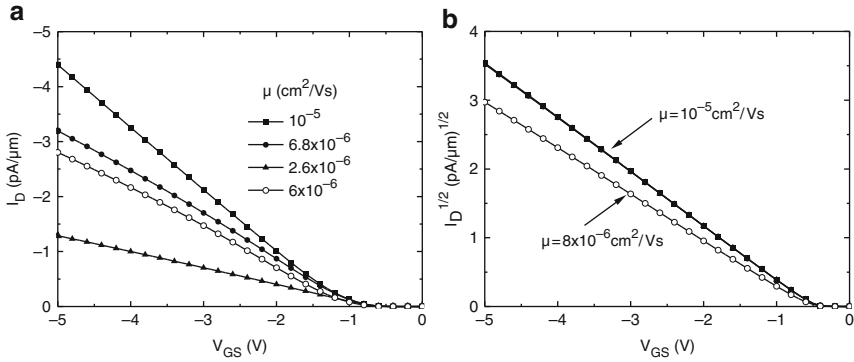 a
−5
−4
−3
−2
−1
0
I_D (pA/μm)
μ (cm²/Vs)
10⁻⁵
6.8x10⁻⁶
2.6x10⁻⁶
6x10⁻⁶
−5 −4 −3 −2 −1 0
V_GS (V)
b
4
3
2
1
0
I_D^1/2 (pA/μm)^1/2
μ=10⁻⁵cm²/Vs
μ=8x10⁻⁶cm²/Vs
−5 −4 −3 −2 −1 0
V_GS (V)